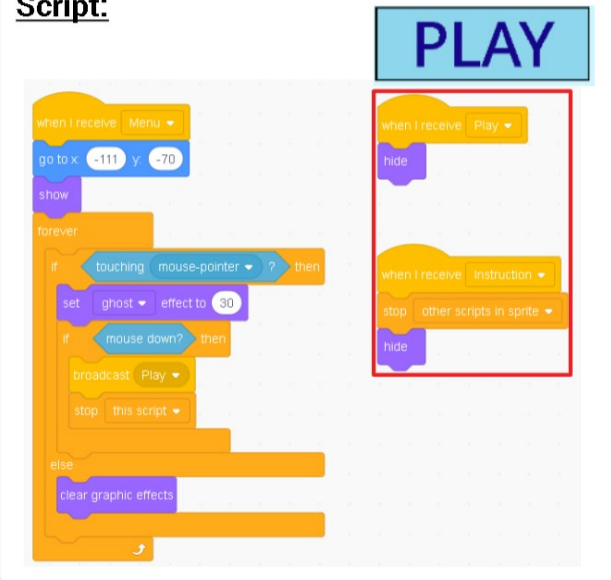 Script:
PLAY
when I receive Menu
go to x: -111 y: -70
show
forever
if touching mouse-pointer ? then
set ghost effect to 30
if mouse down? then
broadcast Play
stop this script
else
clear graphic effects
when I receive Play
hide
when I receive Instruction
stop other scripts in sprite
hide